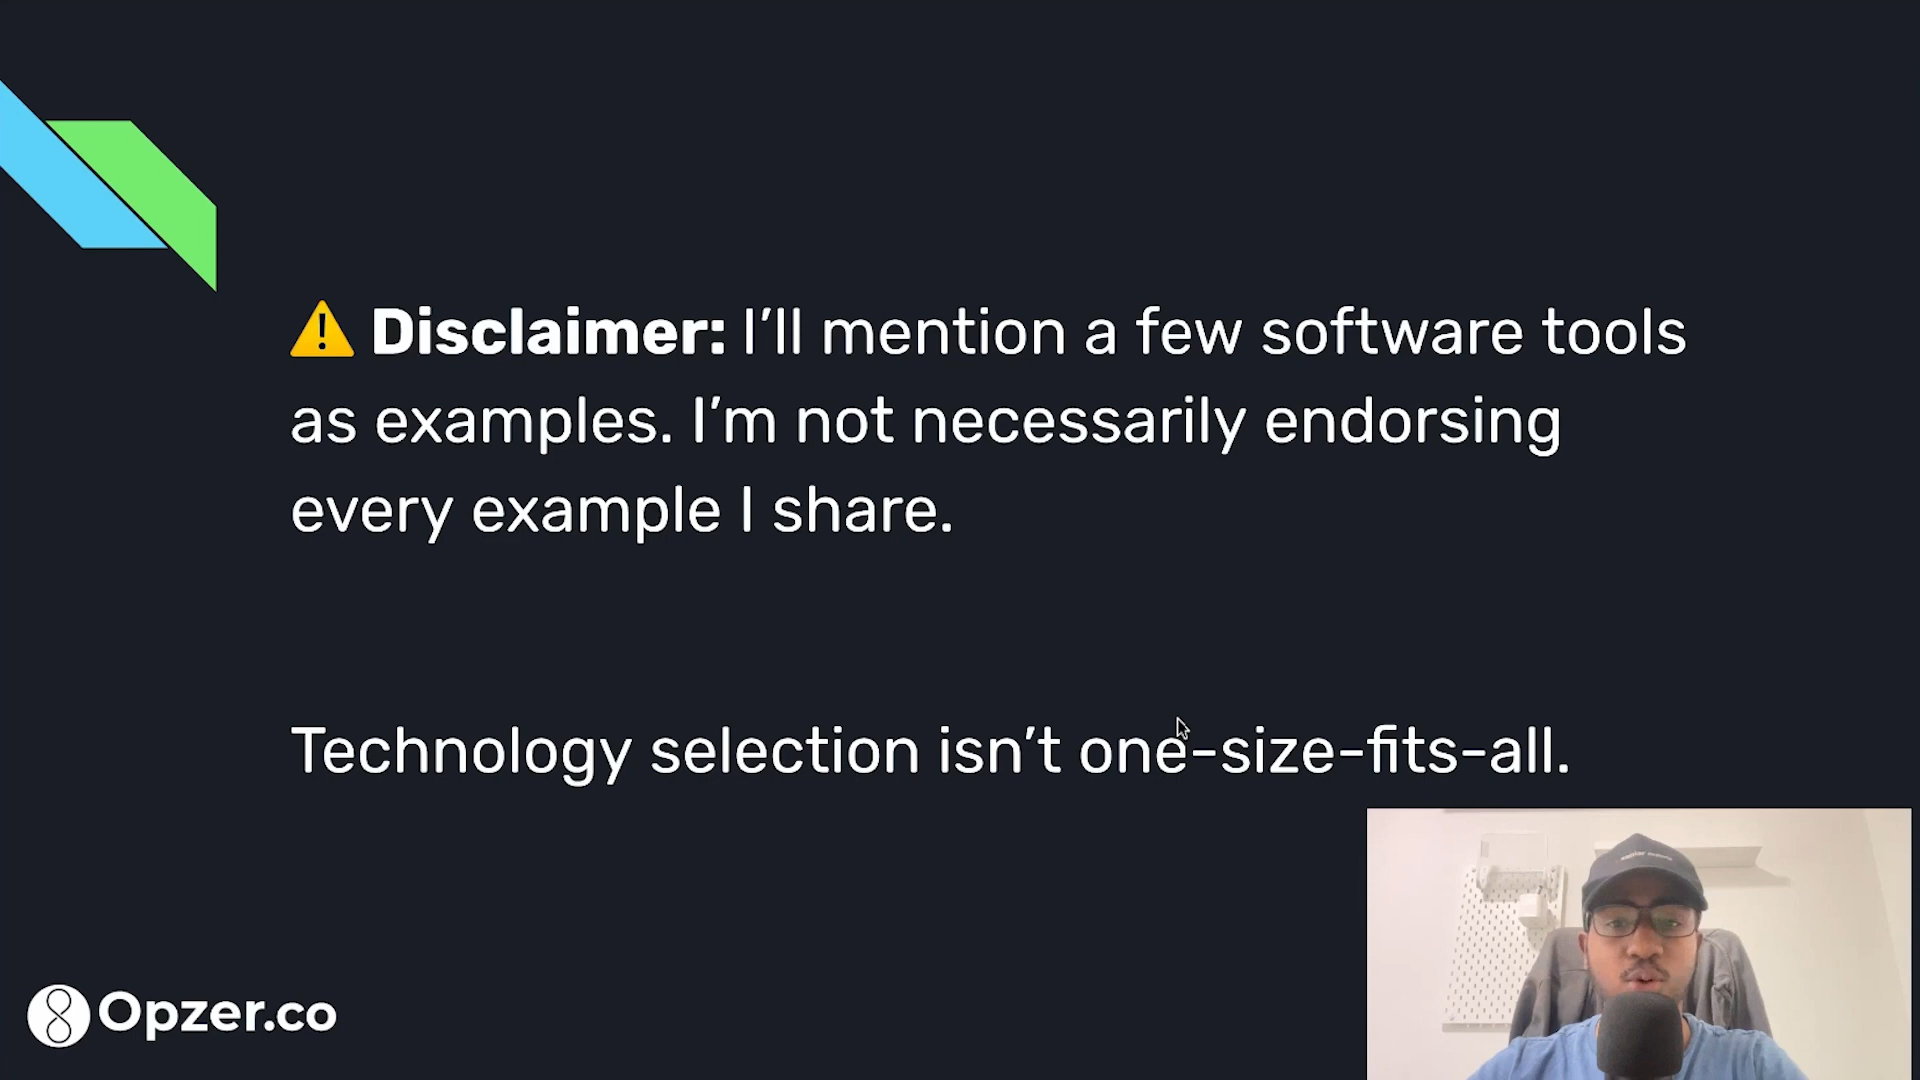 ⚠️ Disclaimer: I’ll mention a few software tools
as examples. I’m not necessarily endorsing
every example I share.
Technology selection isn’t one-size-fits-all.
Opzer.co